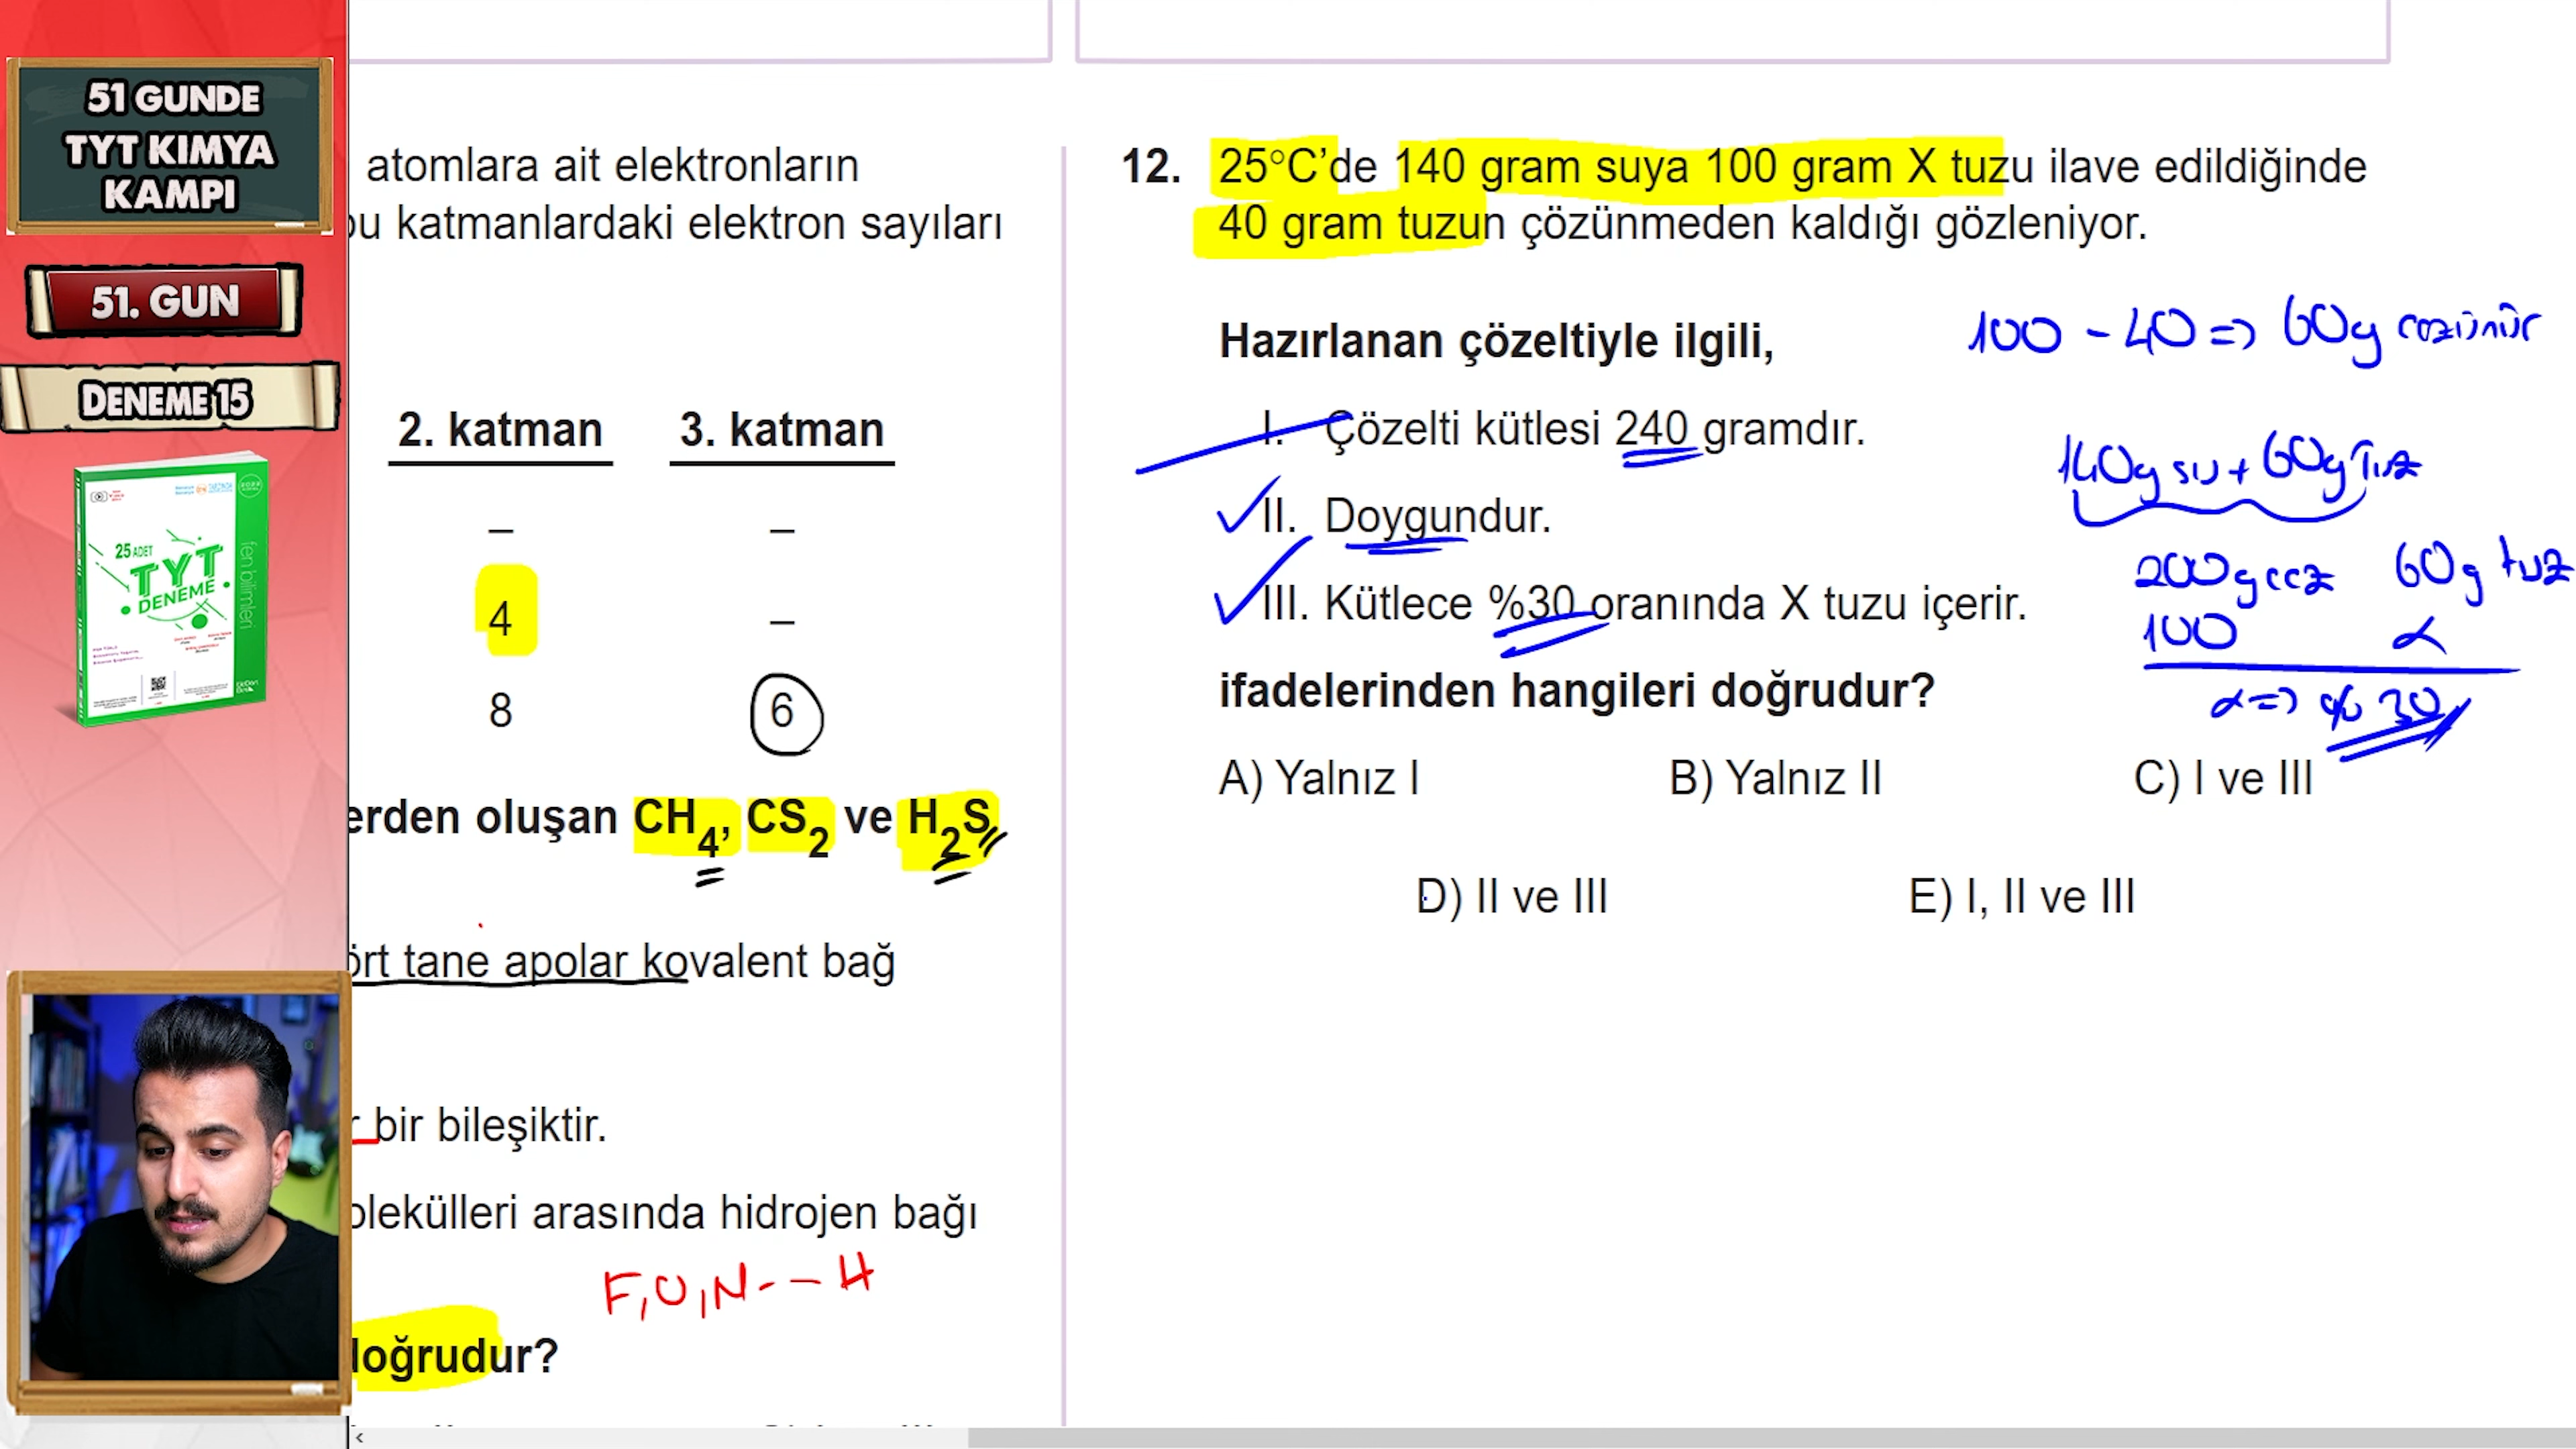 51 GUNDE
TYT KIMYA
KAMPI
51. GUN
DENEME 15
25 ADET
TYT
DENEME
fen bilimleri
atomlara ait elektronların
bu katmanlardaki elektron sayıları
2. katman 3. katman
– –
4 –
8 6
erden oluşan CH4, CS2 ve H2S
ört tane apolar kovalent bağ
r bir bileşiktir.
olekülleri arasında hidrojen bağı
F, O, N - - - H
doğrudur?
12. 25°C'de 140 gram suya 100 gram X tuzu ilave edildiğinde
40 gram tuzun çözünmeden kaldığı gözleniyor.
Hazırlanan çözeltiyle ilgili,
I. Çözelti kütlesi 240 gramdır.
II. Doygundur.
III. Kütlece %30 oranında X tuzu içerir.
ifadelerinden hangileri doğrudur?
A) Yalnız I B) Yalnız II C) I ve III
D) II ve III E) I, II ve III
100 - 40 => 60g çözünür
140g su + 60g Tuz
200g çöz 60g tuz
100 α
α => % 30